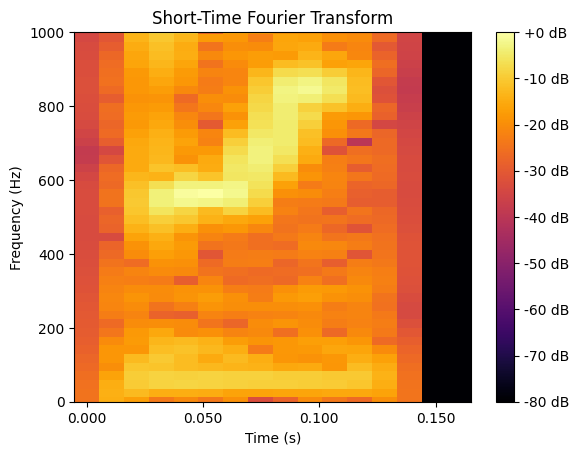 Short-Time Fourier Transform
1000
800
600
400
200
0
Frequency (Hz)
0.000
0.050
0.100
0.150
Time (s)
+0 dB
-10 dB
-20 dB
-30 dB
-40 dB
-50 dB
-60 dB
-70 dB
-80 dB